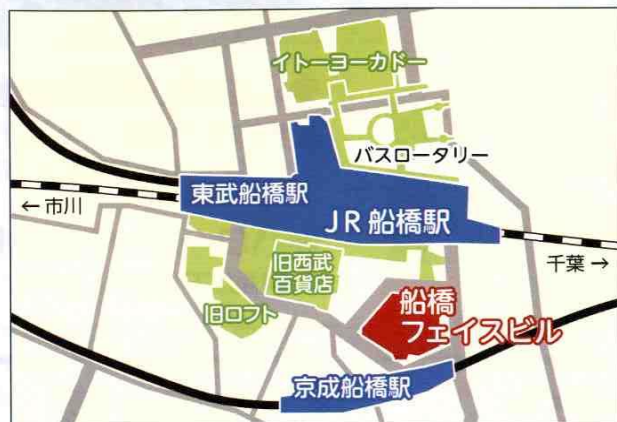 イトーヨーカドー
バスロータリー
東武船橋駅
JR 船橋駅
← 市川
千葉 →
旧西武
百貨店
旧ロフト
船橋
フェイスビル
京成船橋駅